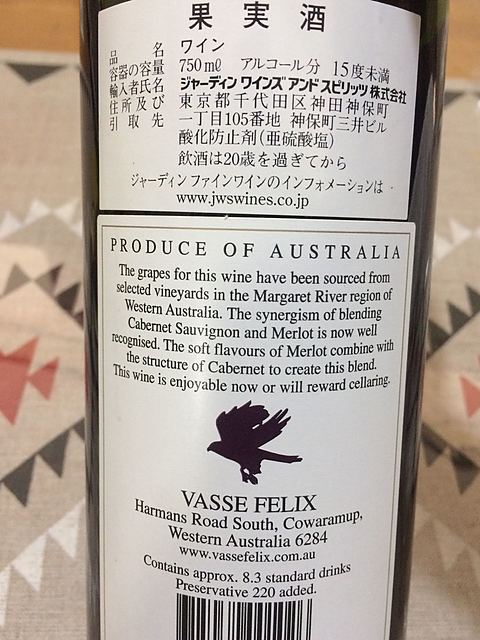 果実酒
品名 ワイン
容器の容量 750mℓ アルコール分 15度未満
輸入者氏名 ジャーディン ワインズ アンド スピリッツ 株式会社
住所及び 東京都千代田区神田神保町
引取先 一丁目105番地 神保町三井ビル
酸化防止剤(亜硫酸塩)
飲酒は20歳を過ぎてから
ジャーディン ファインワインのインフォメーションは
www.jwswines.co.jp
PRODUCE OF AUSTRALIA
The grapes for this wine have been sourced from
selected vineyards in the Margaret River region of
Western Australia. The synergism of blending
Cabernet Sauvignon and Merlot is now well
recognised. The soft flavours of Merlot combine with
the structure of Cabernet to create this blend.
This wine is enjoyable now or will reward cellaring.
VASSE FELIX
Harmans Road South, Cowaramup,
Western Australia 6284
www.vassefelix.com.au
Contains approx. 8.3 standard drinks
Preservative 220 added.